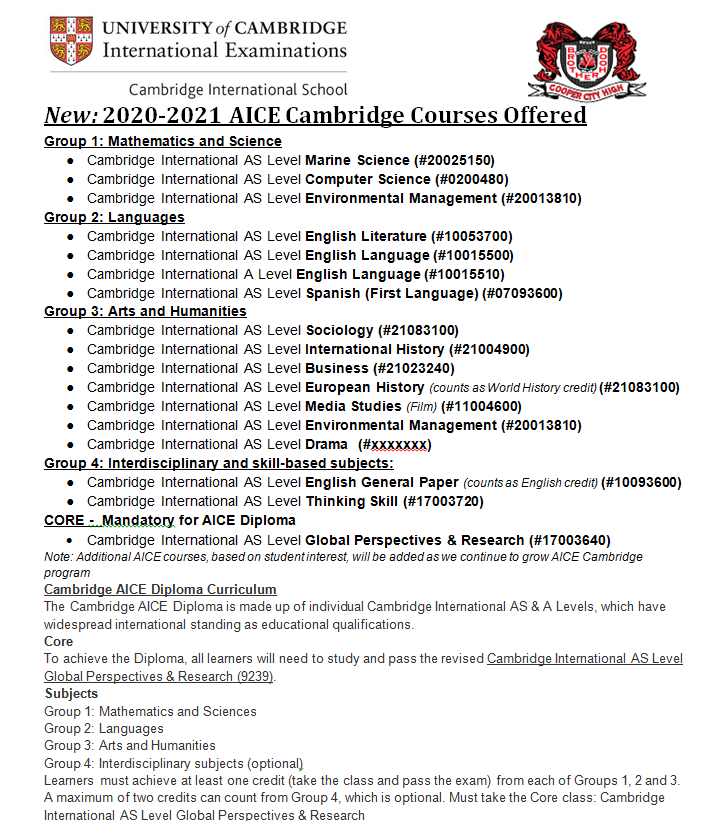 UNIVERSITY of CAMBRIDGE
International Examinations
Cambridge International School
BROTHER
DOOH
COOPER CITY HIGH
New: 2020-2021 AICE Cambridge Courses Offered
Group 1: Mathematics and Science
● Cambridge International AS Level Marine Science (#20025150)
● Cambridge International AS Level Computer Science (#0200480)
● Cambridge International AS Level Environmental Management (#20013810)
Group 2: Languages
● Cambridge International AS Level English Literature (#10053700)
● Cambridge International AS Level English Language (#10015500)
● Cambridge International A Level English Language (#10015510)
● Cambridge International AS Level Spanish (First Language) (#07093600)
Group 3: Arts and Humanities
● Cambridge International AS Level Sociology (#21083100)
● Cambridge International AS Level International History (#21004900)
● Cambridge International AS Level Business (#21023240)
● Cambridge International AS Level European History (counts as World History credit) (#21083100)
● Cambridge International AS Level Media Studies (Film) (#11004600)
● Cambridge International AS Level Environmental Management (#20013810)
● Cambridge International AS Level Drama (#xxxxxxx)
Group 4: Interdisciplinary and skill-based subjects:
● Cambridge International AS Level English General Paper (counts as English credit) (#10093600)
● Cambridge International AS Level Thinking Skill (#17003720)
CORE - Mandatory for AICE Diploma
● Cambridge International AS Level Global Perspectives & Research (#17003640)
Note: Additional AICE courses, based on student interest, will be added as we continue to grow AICE Cambridge
program
Cambridge AICE Diploma Curriculum
The Cambridge AICE Diploma is made up of individual Cambridge International AS & A Levels, which have
widespread international standing as educational qualifications.
Core
To achieve the Diploma, all learners will need to study and pass the revised Cambridge International AS Level
Global Perspectives & Research (9239).
Subjects
Group 1: Mathematics and Sciences
Group 2: Languages
Group 3: Arts and Humanities
Group 4: Interdisciplinary subjects (optional)
Learners must achieve at least one credit (take the class and pass the exam) from each of Groups 1, 2 and 3.
A maximum of two credits can count from Group 4, which is optional. Must take the Core class: Cambridge
International AS Level Global Perspectives & Research